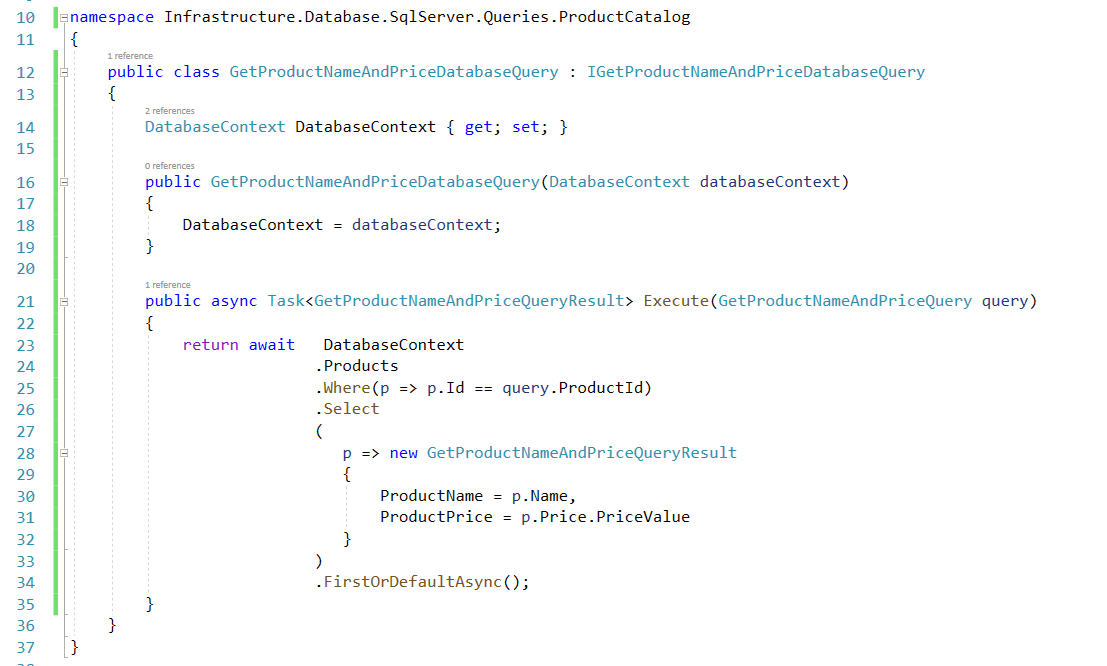 10 namespace Infrastructure.Database.SqlServer.Queries.ProductCatalog
11 {
1 reference
12 public class GetProductNameAndPriceDatabaseQuery : IGetProductNameAndPriceDatabaseQuery
13 {
2 references
14 DatabaseContext DatabaseContext { get; set; }
15
0 references
16 public GetProductNameAndPriceDatabaseQuery(DatabaseContext databaseContext)
17 {
18 DatabaseContext = databaseContext;
19 }
20
1 reference
21 public async Task<GetProductNameAndPriceQueryResult> Execute(GetProductNameAndPriceQuery query)
22 {
23 return await DatabaseContext
24 .Products
25 .Where(p => p.Id == query.ProductId)
26 .Select
27 (
28 p => new GetProductNameAndPriceQueryResult
29 {
30 ProductName = p.Name,
31 ProductPrice = p.Price.PriceValue
32 }
33 )
34 .FirstOrDefaultAsync();
35 }
36 }
37 }